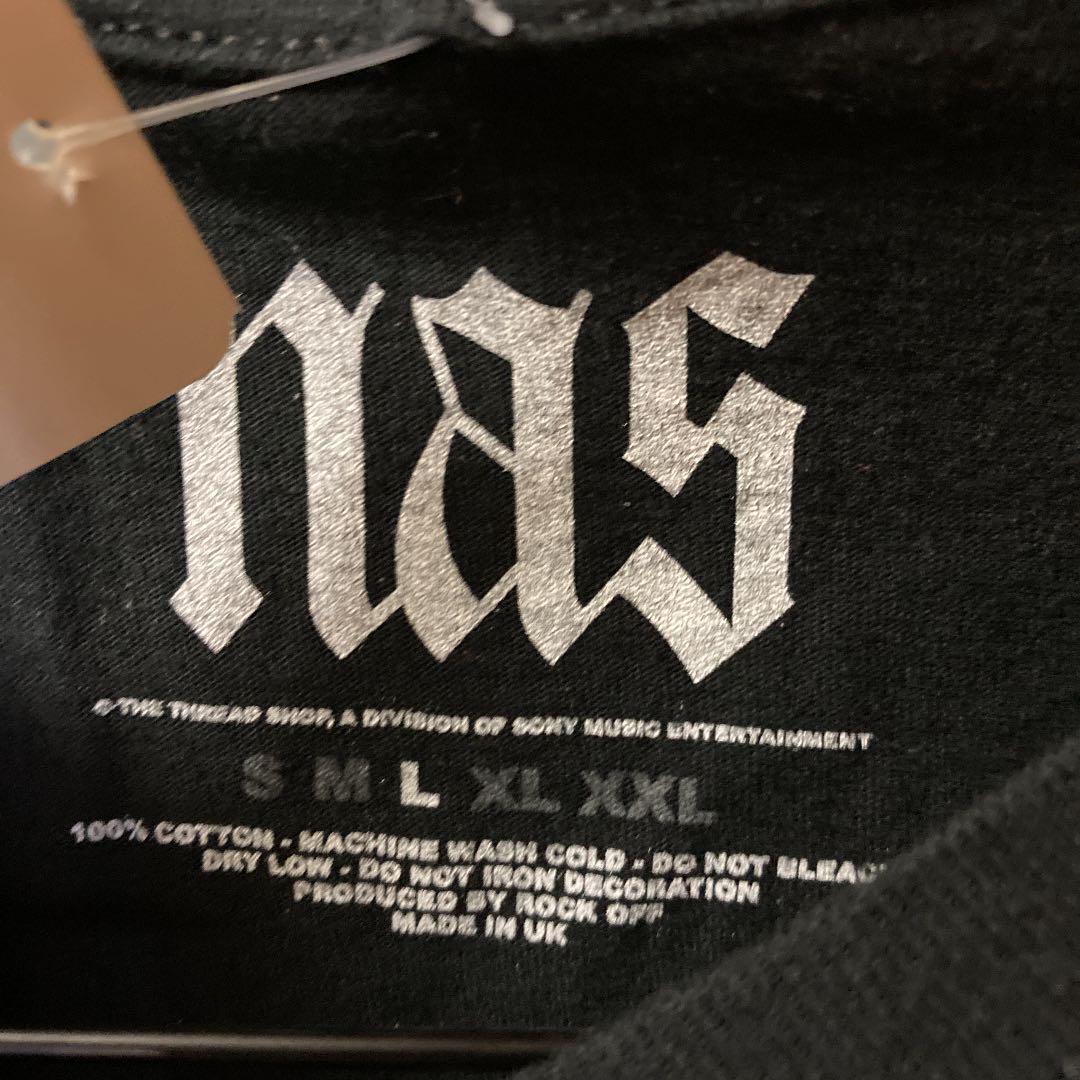 nas
© THE THREAD SHOP, A DIVISION OF SONY MUSIC ENTERTAINMENT
S M L XL XXL
100% COTTON - MACHINE WASH COLD - DO NOT BLEAC
DRY LOW - DO NOT IRON DECORATION
PRODUCED BY ROCK OFF
MADE IN UK